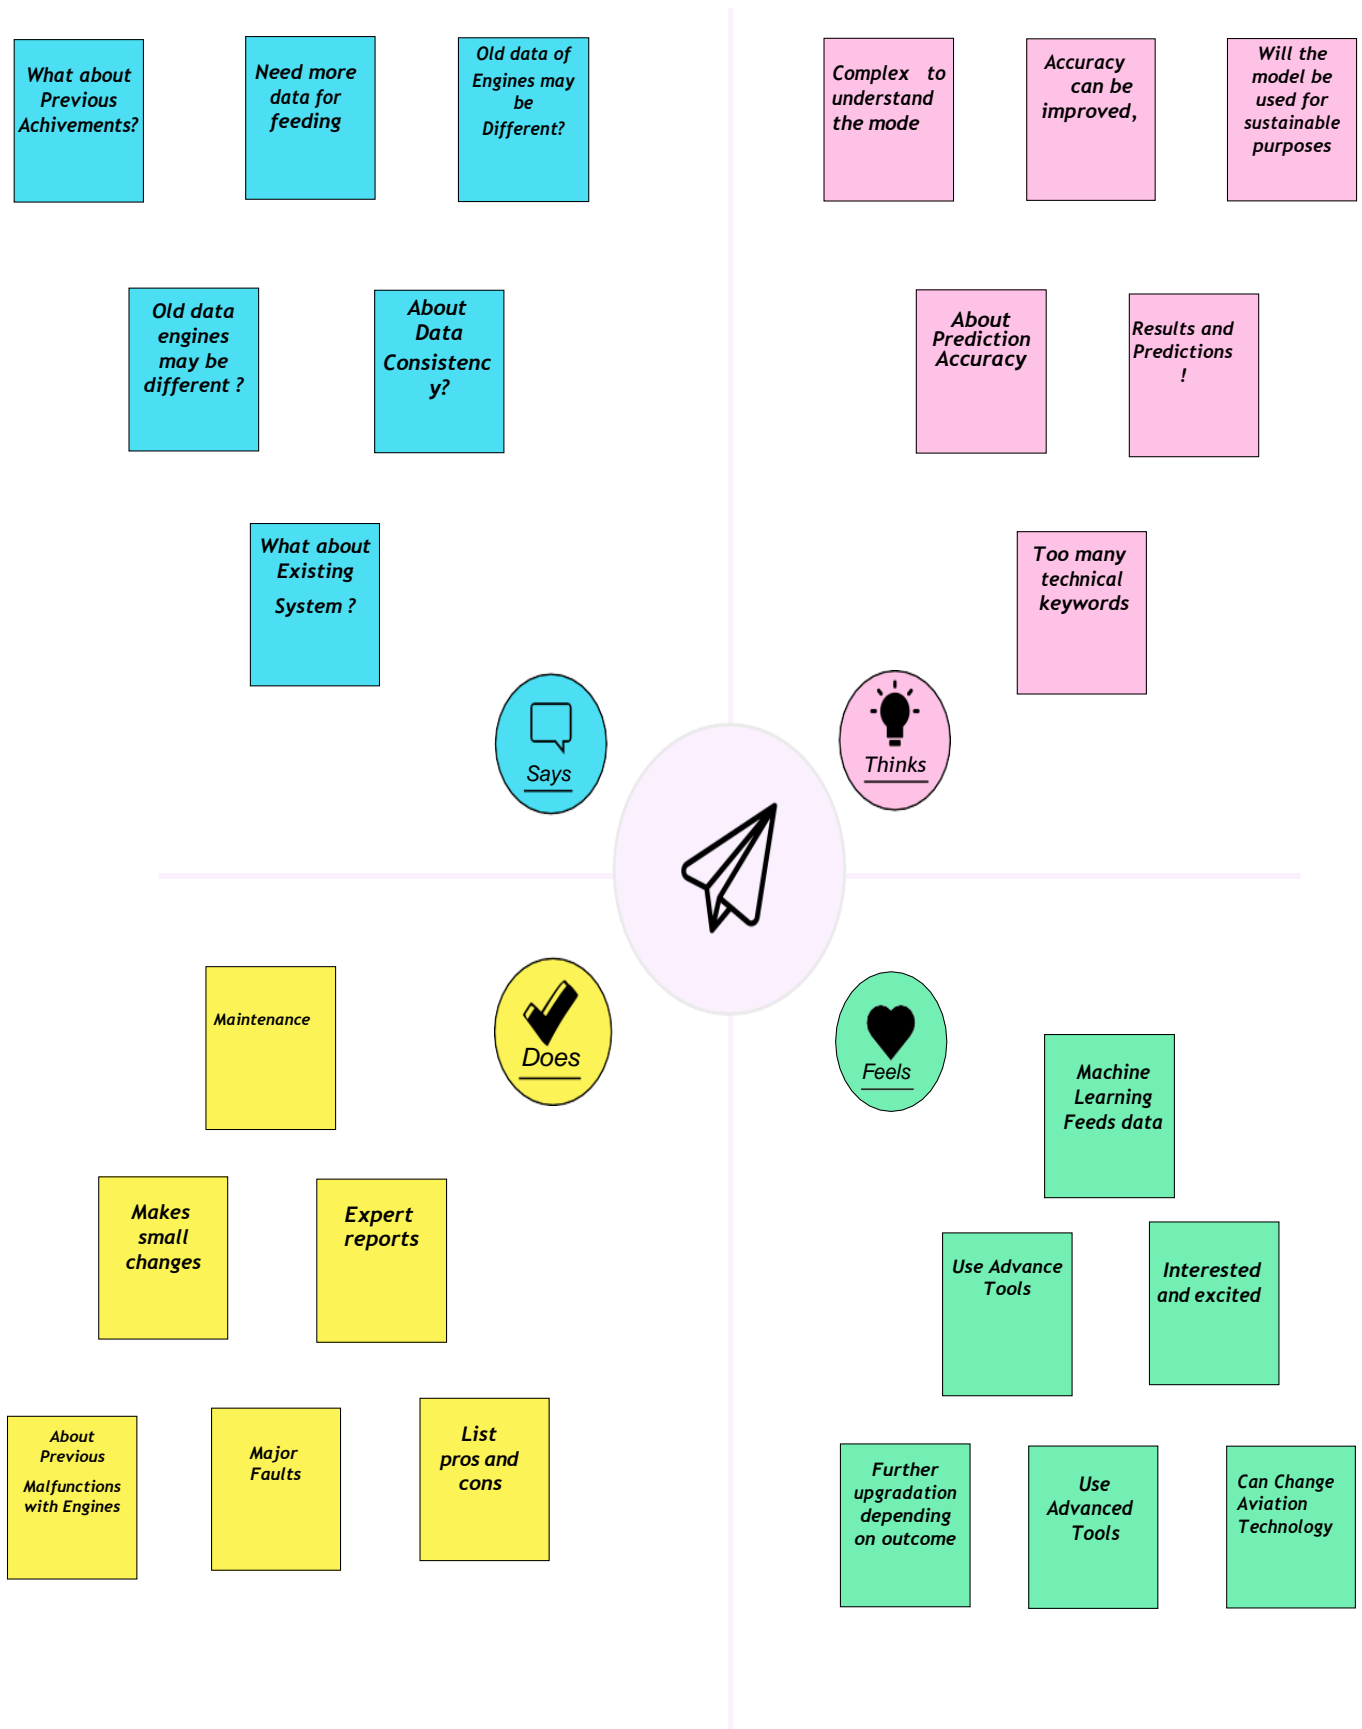 What about
Previous
Achivements?
Need more
data for
feeding
Old data of
Engines may
be
Different?
Old data
engines
may be
different ?
About
Data
Consistenc
y?
What about
Existing
System ?
Says
Complex to
understand
the mode
Accuracy
can be
improved,
Will the
model be
used for
sustainable
purposes
About
Prediction
Accuracy
Results and
Predictions
!
Too many
technical
keywords
Thinks
Maintenance
Does
Makes
small
changes
Expert
reports
About
Previous
Malfunctions
with Engines
Major
Faults
List
pros and
cons
Feels
Machine
Learning
Feeds data
Use Advance
Tools
Interested
and excited
Further
upgradation
depending
on outcome
Use
Advanced
Tools
Can Change
Aviation
Technology